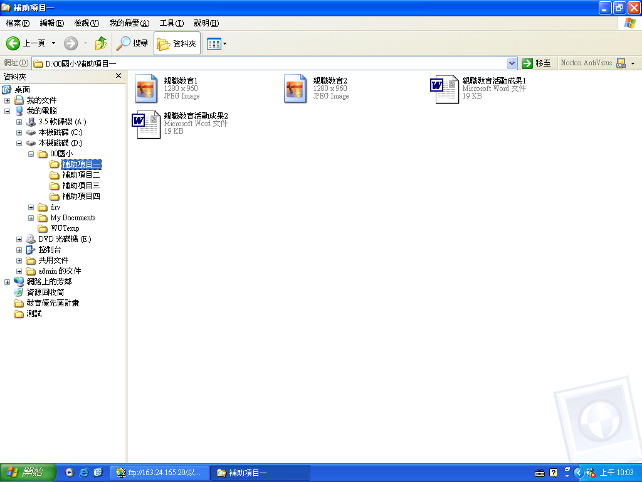 補助項目一
檔案(F) 編輯(E) 檢視(V) 我的最愛(A) 工具(T) 說明(H)
上一頁 搜尋 資料夾
網址(D) D:\00國小\補助項目一 移至 Norton AntiVirus
資料夾
桌面
我的文件
我的電腦
3.5 軟碟機 (A:)
本機磁碟 (C:)
本機磁碟 (D:)
00國小
補助項目一
補助項目二
補助項目三
補助項目四
drv
My Documents
WUTemp
DVD 光碟機 (E:)
控制台
共用文件
admin 的文件
網路上的芳鄰
資源回收筒
教育優先區計畫
測試
親職教育1
1280 x 960
JPEG Image
親職教育2
1280 x 960
JPEG Image
親職教育活動成果1
Microsoft Word 文件
19 KB
親職教育活動成果2
Microsoft Word 文件
19 KB
開始 ftp://163.24.165.20/以... 補助項目一 上午 10:03